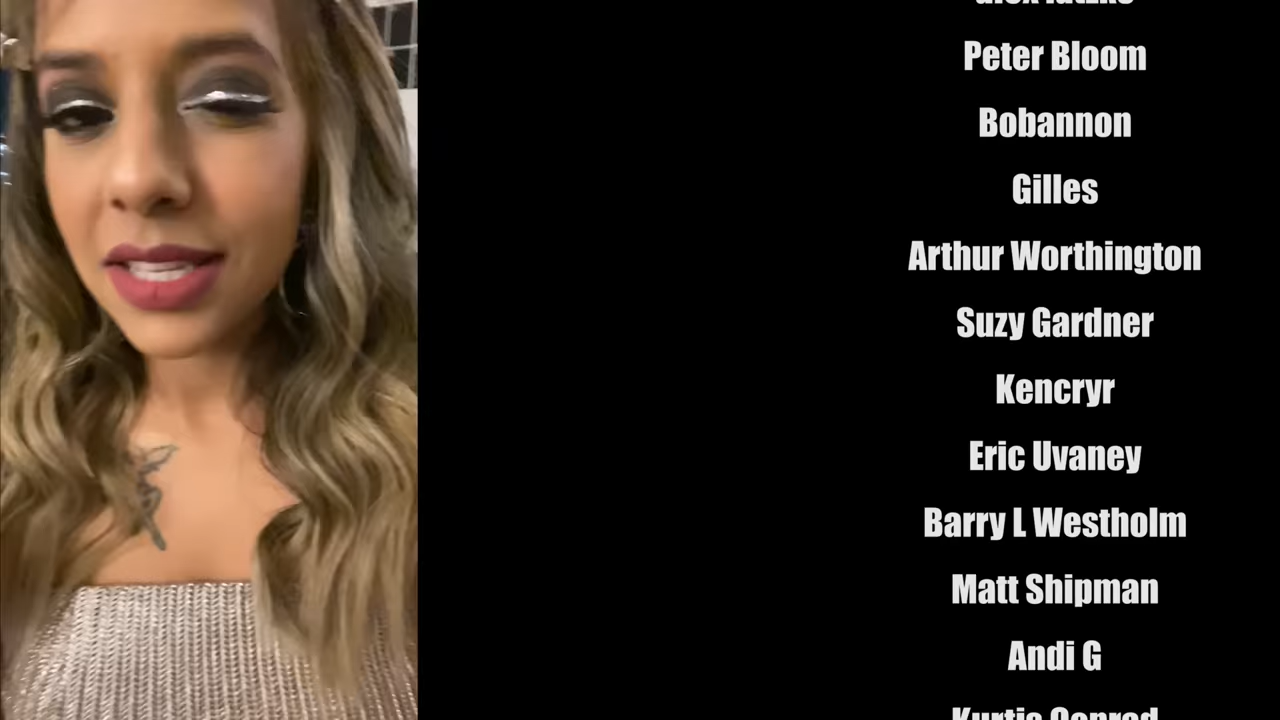 Peter Bloom
Bobannon
Gilles
Arthur Worthington
Suzy Gardner
Kencryr
Eric Uvaney
Barry L Westholm
Matt Shipman
Andi G